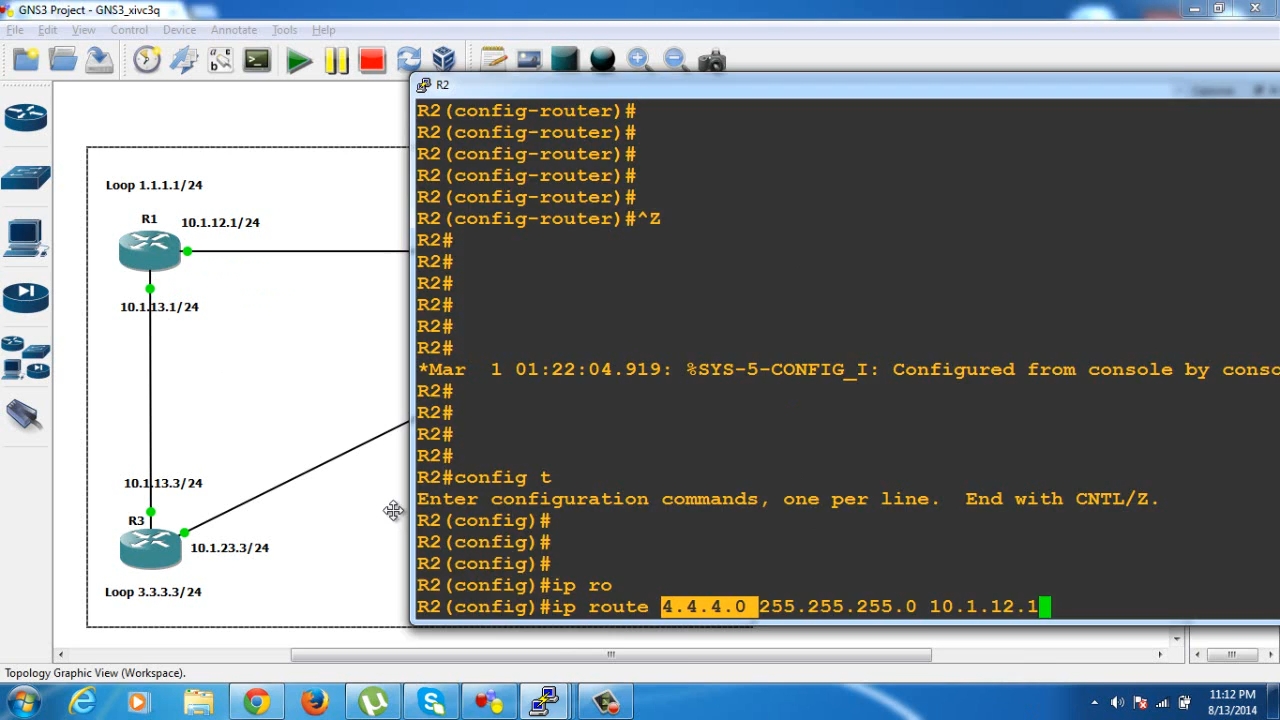 GNS3 Project - GNS3_xivc3q
File Edit View Control Device Annotate Tools Help
R2
Loop 1.1.1.1/24
R1
10.1.12.1/24
10.1.13.1/24
10.1.13.3/24
R3
10.1.23.3/24
Loop 3.3.3.3/24
R2(config-router)#
R2(config-router)#
R2(config-router)#
R2(config-router)#
R2(config-router)#
R2(config-router)#^Z
R2#
R2#
R2#
R2#
R2#
R2#
*Mar  1 01:22:04.919: %SYS-5-CONFIG_I: Configured from console by conso
R2#
R2#
R2#
R2#
R2#config t
Enter configuration commands, one per line.  End with CNTL/Z.
R2(config)#
R2(config)#
R2(config)#
R2(config)#ip ro
R2(config)#ip route 4.4.4.0 255.255.255.0 10.1.12.1
Topology Graphic View (Workspace).
11:12 PM
8/13/2014